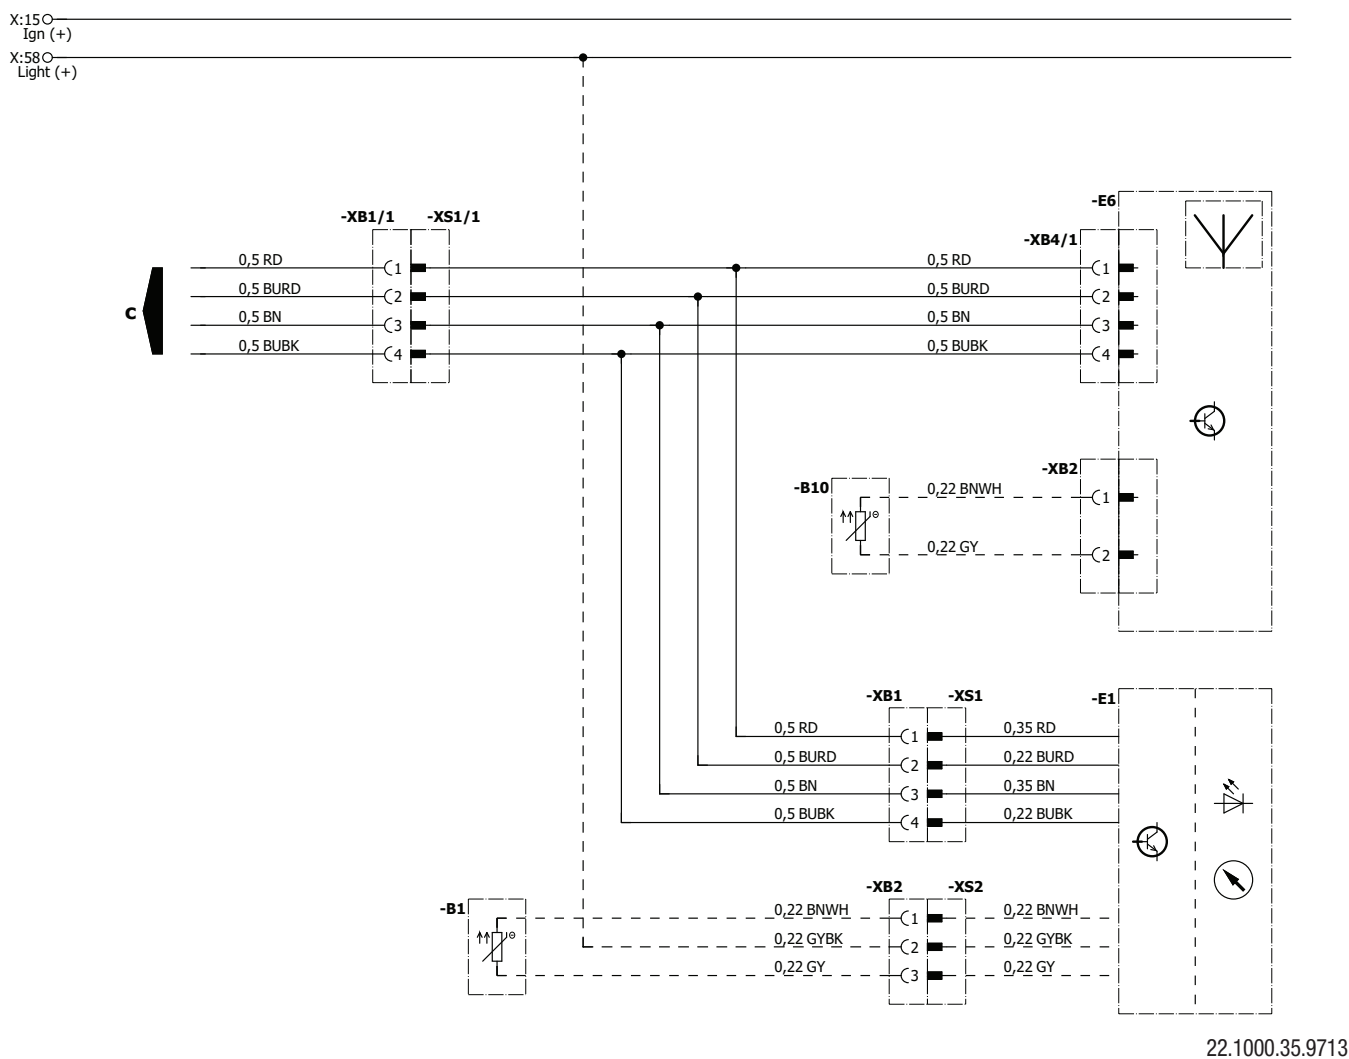 X:15
Ign (+)
X:58
Light (+)
-E6
-XB1/1 -XS1/1
-XB4/1
0,5 RD 1 0,5 RD 1
0,5 BURD 2 0,5 BURD 2
C
0,5 BN 3 0,5 BN 3
0,5 BUBK 4 0,5 BUBK 4
-XB2
-B10 0,22 BNWH 1
0,22 GY 2
-XB1 -XS1 -E1
0,5 RD 1 0,35 RD
0,5 BURD 2 0,22 BURD
0,5 BN 3 0,35 BN
0,5 BUBK 4 0,22 BUBK
-XB2 -XS2
-B1 0,22 BNWH 1 0,22 BNWH
0,22 GYBK 2 0,22 GYBK
0,22 GY 3 0,22 GY
22.1000.35.9713